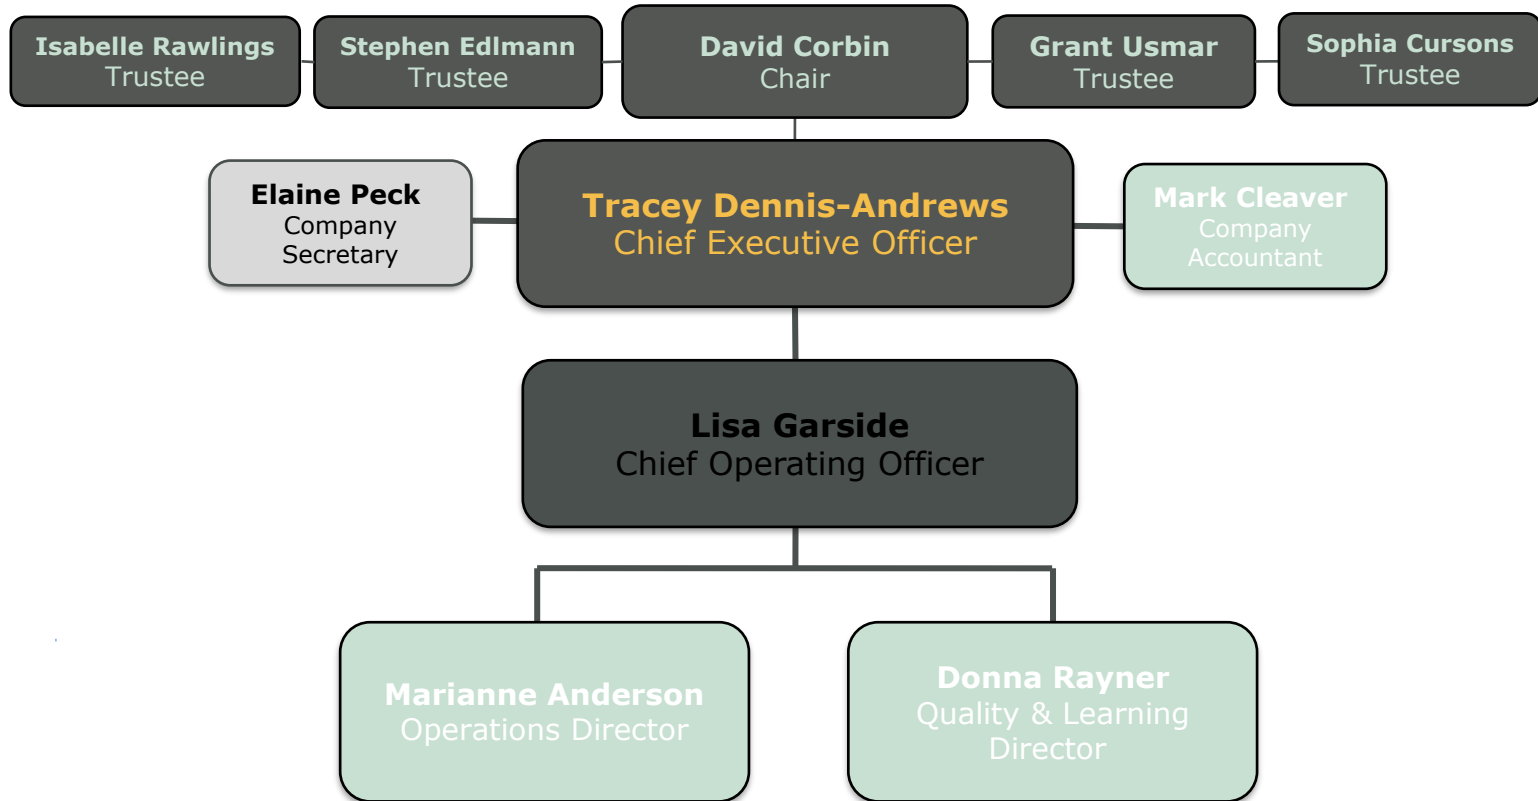 Isabelle Rawlings
Trustee
Stephen Edlmann
Trustee
David Corbin
Chair
Grant Usmar
Trustee
Sophia Cursons
Trustee
Elaine Peck
Company
Secretary
Tracey Dennis-Andrews
Chief Executive Officer
Mark Cleaver
Company
Accountant
Lisa Garside
Chief Operating Officer
Marianne Anderson
Operations Director
Donna Rayner
Quality & Learning
Director